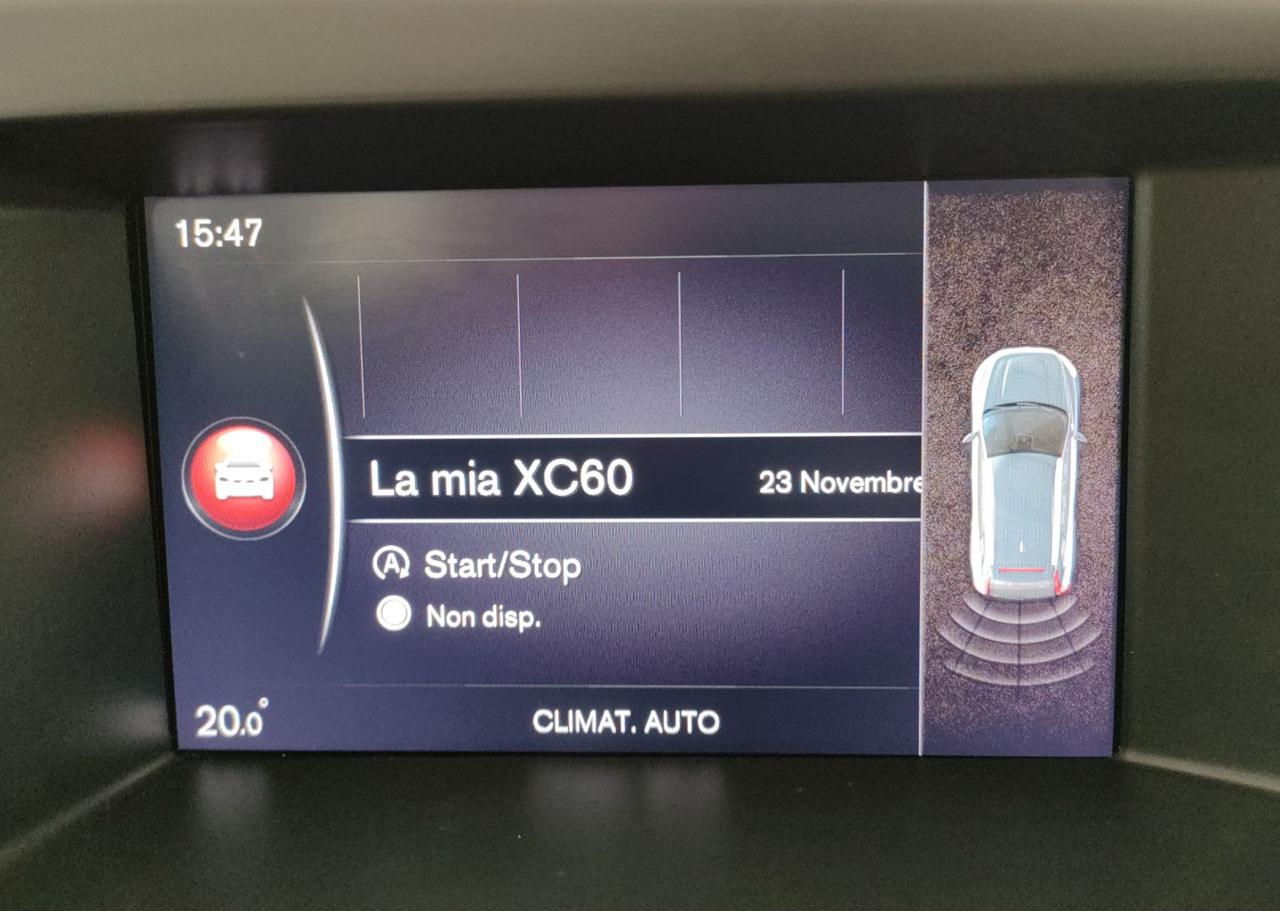 15:47
La mia XC60
23 Novembre
A Start/Stop
Non disp.
20.0°
CLIMAT. AUTO